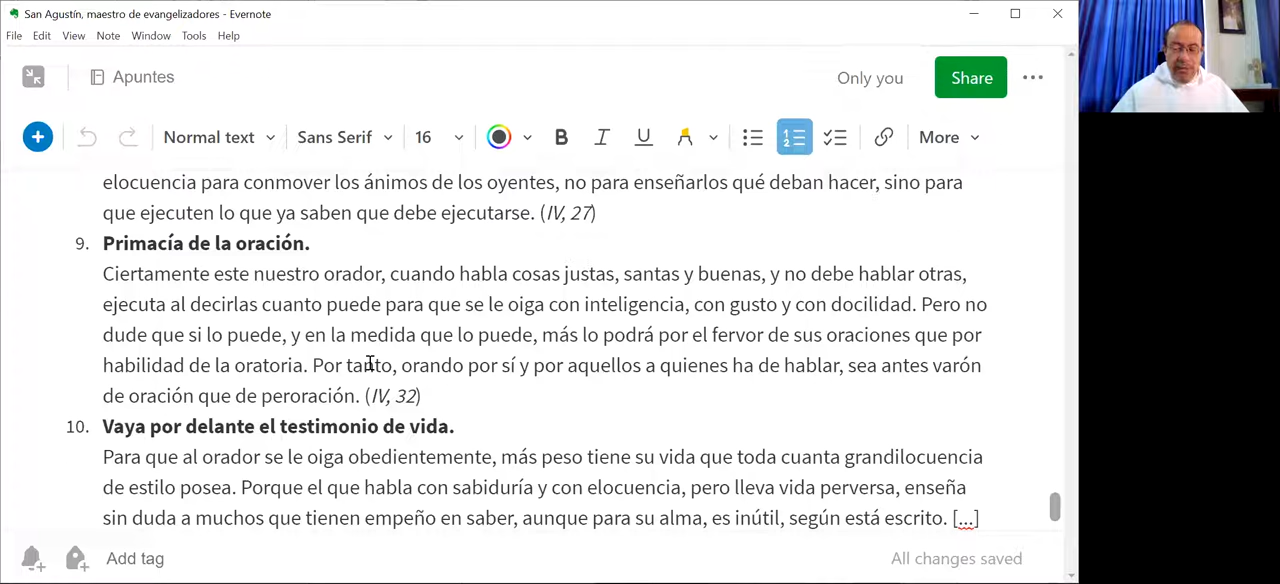 San Agustín, maestro de evangelizadores - Evernote
File Edit View Note Window Tools Help
Apuntes
Only you
Share
Normal text
Sans Serif
16
B I U
More
elocuencia para conmover los ánimos de los oyentes, no para enseñarlos qué deban hacer, sino para
que ejecuten lo que ya saben que debe ejecutarse. (IV, 27)
9. Primacía de la oración.
Ciertamente este nuestro orador, cuando habla cosas justas, santas y buenas, y no debe hablar otras,
ejecuta al decirlas cuanto puede para que se le oiga con inteligencia, con gusto y con docilidad. Pero no
dude que si lo puede, y en la medida que lo puede, más lo podrá por el fervor de sus oraciones que por
habilidad de la oratoria. Por tanto, orando por sí y por aquellos a quienes ha de hablar, sea antes varón
de oración que de peroración. (IV, 32)
10. Vaya por delante el testimonio de vida.
Para que al orador se le oiga obedientemente, más peso tiene su vida que toda cuanta grandilocuencia
de estilo posea. Porque el que habla con sabiduría y con elocuencia, pero lleva vida perversa, enseña
sin duda a muchos que tienen empeño en saber, aunque para su alma, es inútil, según está escrito. [...]
Add tag
All changes saved